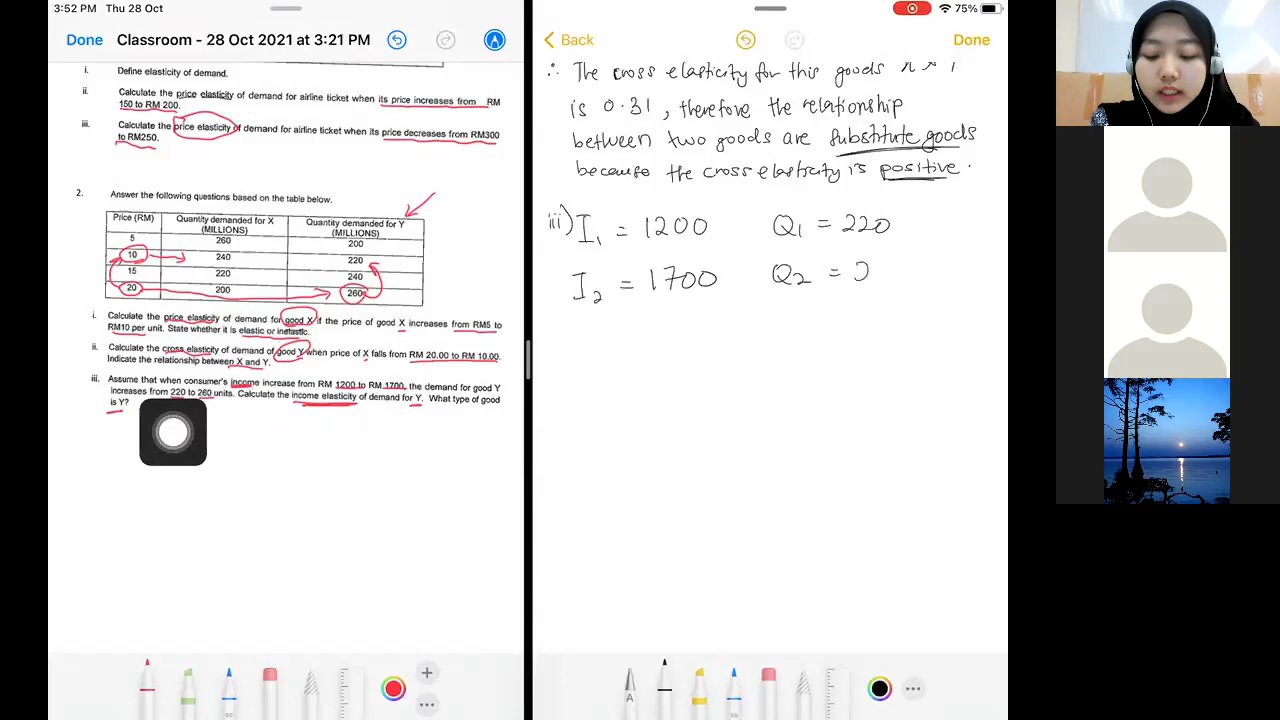 3:52 PM Thu 28 Oct
75%
Done Classroom - 28 Oct 2021 at 3:21 PM
i. Define elasticity of demand.
ii. Calculate the price elasticity of demand for airline ticket when its price increases from RM
150 to RM 200.
iii. Calculate the price elasticity of demand for airline ticket when its price decreases from RM300
to RM250.
2. Answer the following questions based on the table below.
Price (RM) Quantity demanded for X (MILLIONS) Quantity demanded for Y (MILLIONS)
5 260 200
10 240 220
15 220 240
20 200 260
i. Calculate the price elasticity of demand for good X if the price of good X increases from RM5 to
RM10 per unit. State whether it is elastic or inelastic.
ii. Calculate the cross elasticity of demand of good Y when price of X falls from RM 20.00 to RM 10.00.
Indicate the relationship between X and Y.
iii. Assume that when consumer's income increase from RM 1200 to RM 1700, the demand for good Y
increases from 220 to 260 units. Calculate the income elasticity of demand for Y. What type of good
is Y?
Back Done
∴ The cross elasticity for this goods
is 0.31, therefore the relationship
between two goods are substitute goods
because the cross elasticity is positive.
iii) I1 = 1200 Q1 = 220
I2 = 1700 Q2 =
A